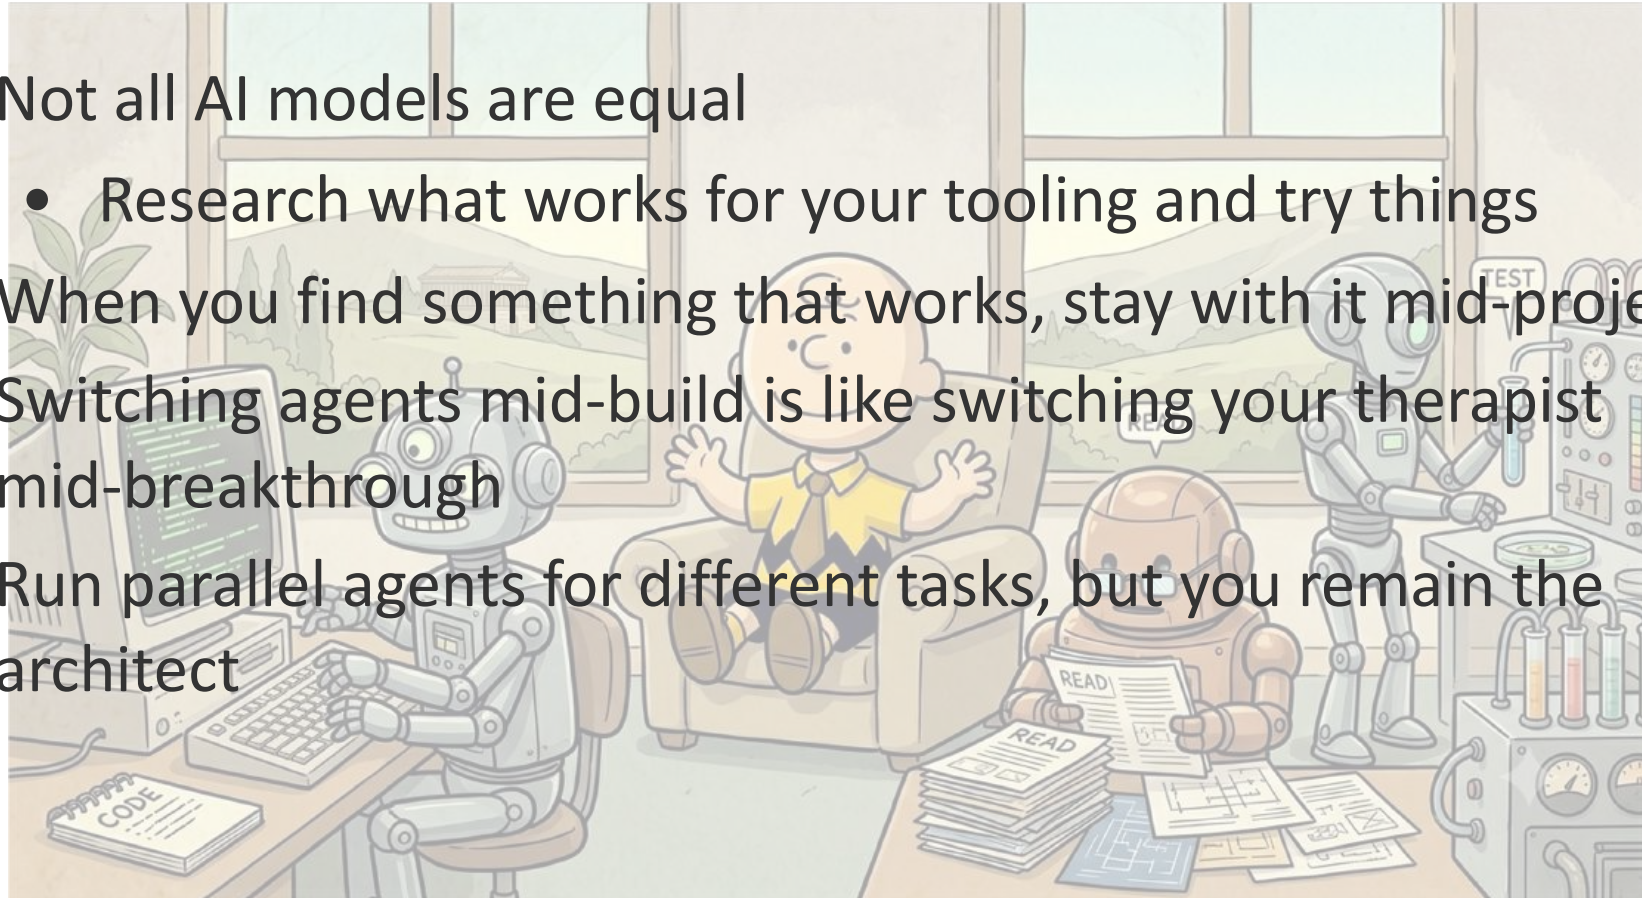 Not all AI models are equal
• Research what works for your tooling and try things
When you find something that works, stay with it mid-proje
Switching agents mid-build is like switching your therapist
mid-breakthrough
Run parallel agents for different tasks, but you remain the
architect
TEST
READ
READ
CODE